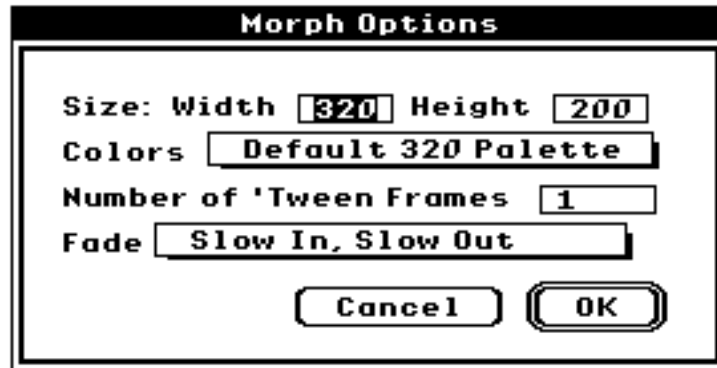 Morph Options
Size: Width 320 Height 200
Colors Default 320 Palette
Number of 'Tween Frames 1
Fade Slow In, Slow Out
Cancel OK